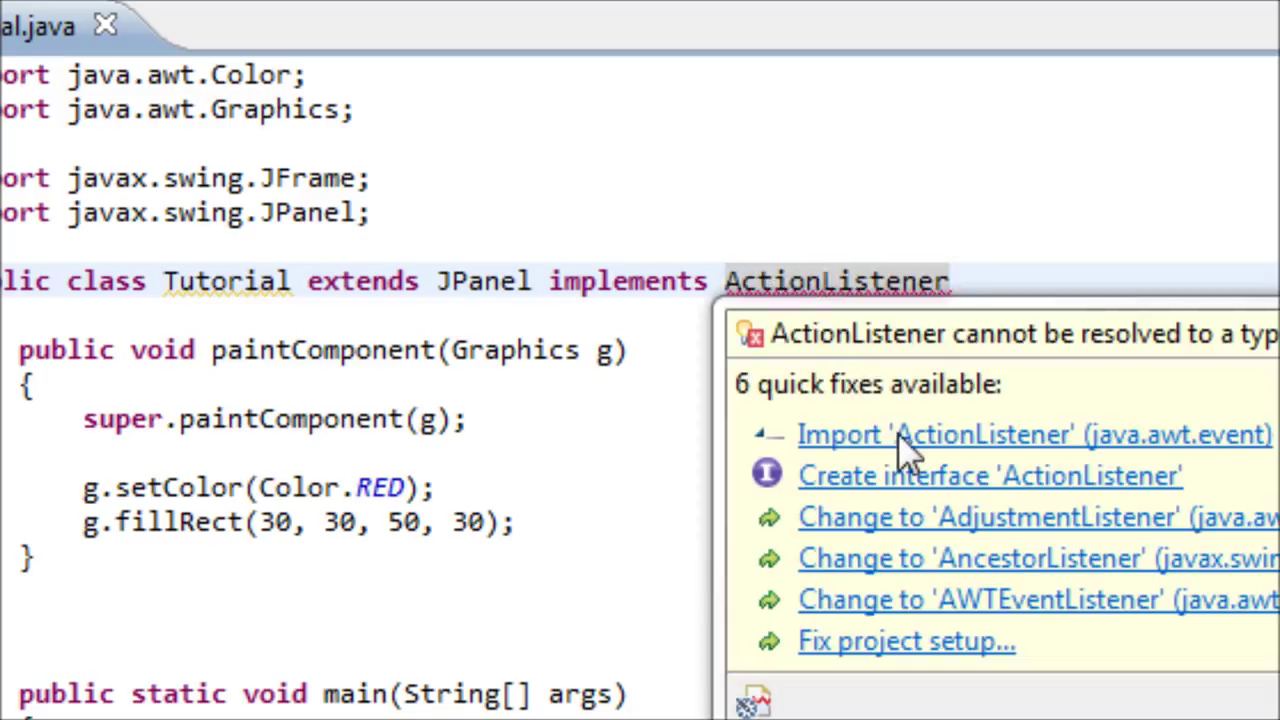 al.java
ort java.awt.Color;
ort java.awt.Graphics;
ort javax.swing.JFrame;
ort javax.swing.JPanel;
lic class Tutorial extends JPanel implements ActionListener
public void paintComponent(Graphics g)
{
super.paintComponent(g);
g.setColor(Color.RED);
g.fillRect(30, 30, 50, 30);
}
public static void main(String[] args)
ActionListener cannot be resolved to a typ
6 quick fixes available:
Import 'ActionListener' (java.awt.event)
Create interface 'ActionListener'
Change to 'AdjustmentListener' (java.aw
Change to 'AncestorListener' (javax.swin
Change to 'AWTEventListener' (java.awt
Fix project setup...